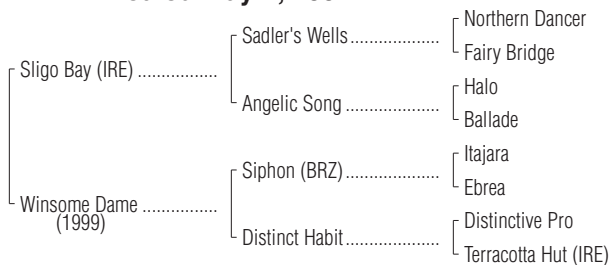 Northern Dancer
Sadler's Wells
Fairy Bridge
Sligo Bay (IRE)
Halo
Angelic Song
Ballade
Itajara
Siphon (BRZ)
Ebrea
Winsome Dame
(1999)
Distinctive Pro
Distinct Habit
Terracotta Hut (IRE)